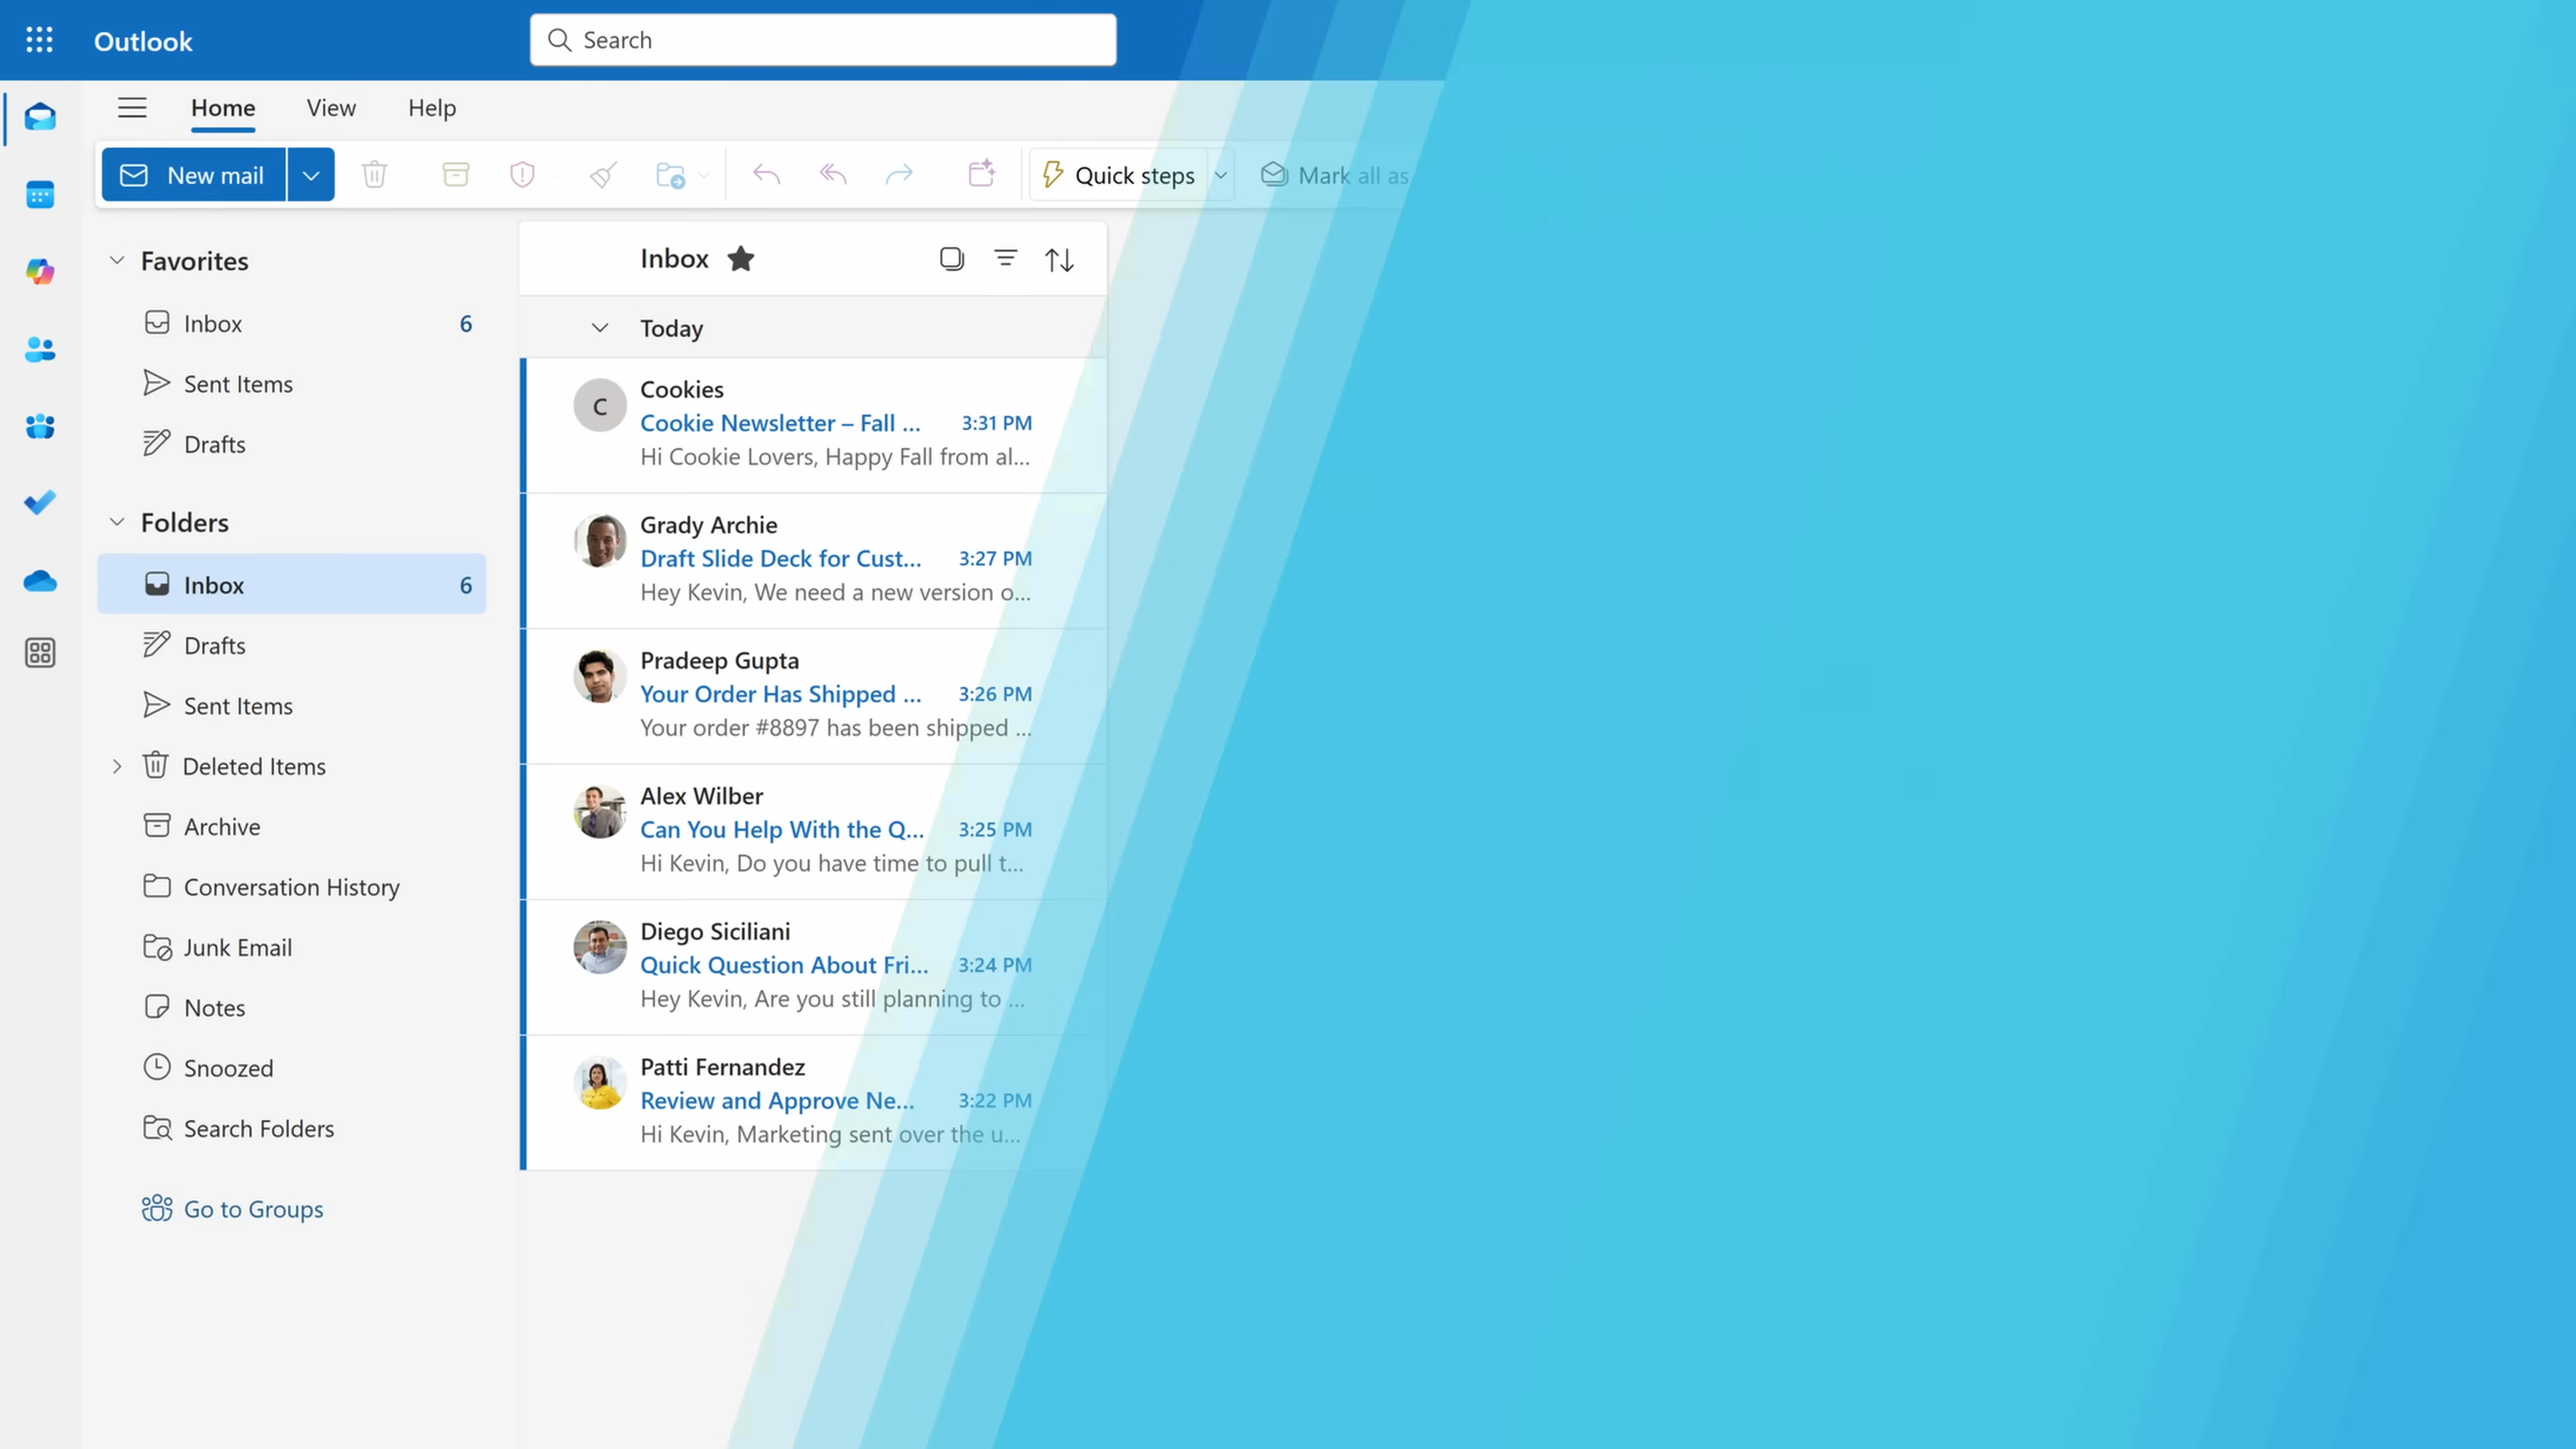 Outlook
Search
Home View Help
New mail
Quick steps
Mark all as
Favorites
Inbox 6
Sent Items
Drafts
Folders
Inbox 6
Drafts
Sent Items
Deleted Items
Archive
Conversation History
Junk Email
Notes
Snoozed
Search Folders
Go to Groups
Inbox
Today
C
Cookies
Cookie Newsletter – Fall ... 3:31 PM
Hi Cookie Lovers, Happy Fall from al...
Grady Archie
Draft Slide Deck for Cust... 3:27 PM
Hey Kevin, We need a new version o...
Pradeep Gupta
Your Order Has Shipped ... 3:26 PM
Your order #8897 has been shipped ...
Alex Wilber
Can You Help With the Q... 3:25 PM
Hi Kevin, Do you have time to pull t...
Diego Siciliani
Quick Question About Fri... 3:24 PM
Hey Kevin, Are you still planning to ...
Patti Fernandez
Review and Approve Ne... 3:22 PM
Hi Kevin, Marketing sent over the u...